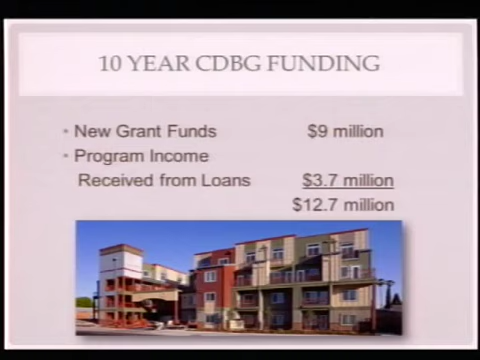 10 YEAR CDBG FUNDING
• New Grant Funds $9 million
• Program Income
Received from Loans $3.7 million
$12.7 million